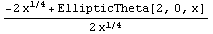 -2 x^{1/4} + EllipticTheta[2, 0, x]
2 x^{1/4}